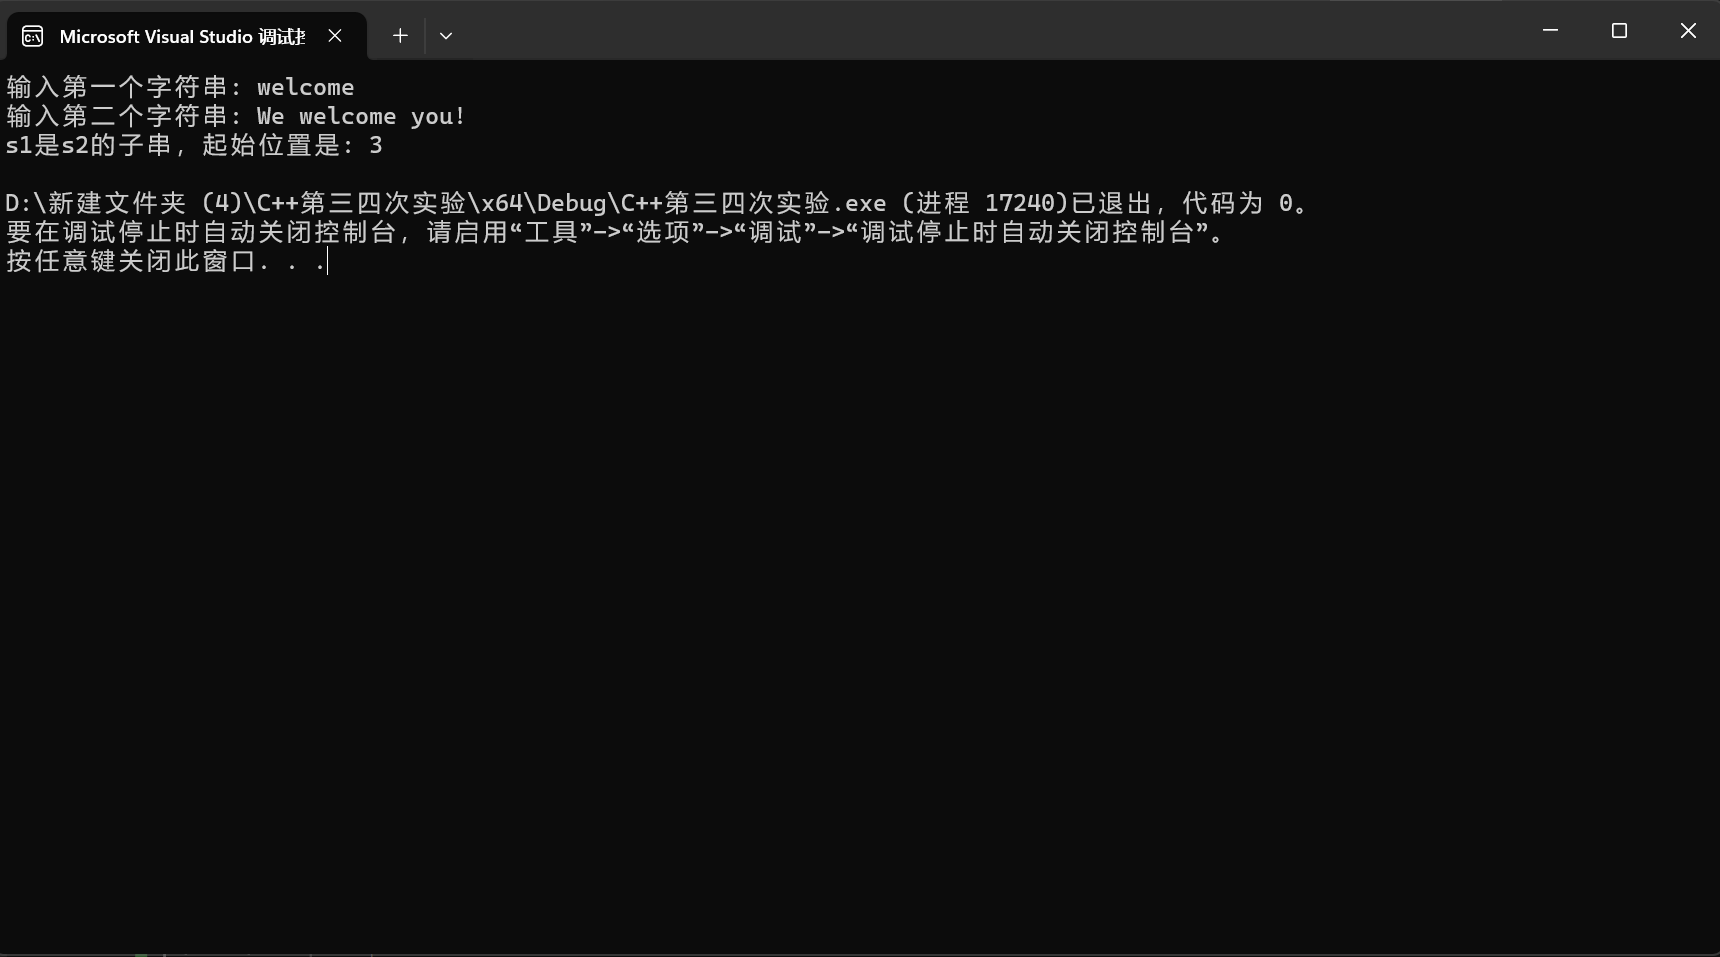 Microsoft Visual Studio 调试
输入第一个字符串: welcome
输入第二个字符串: We welcome you!
s1是s2的子串, 起始位置是: 3
D:\新建文件夹 (4)\C++第三四次实验\x64\Debug\C++第三四次实验.exe (进程 17240)已退出, 代码为 0。
要在调试停止时自动关闭控制台, 请启用“工具”->“选项”->“调试”->“调试停止时自动关闭控制台”。
按任意键关闭此窗口. . .